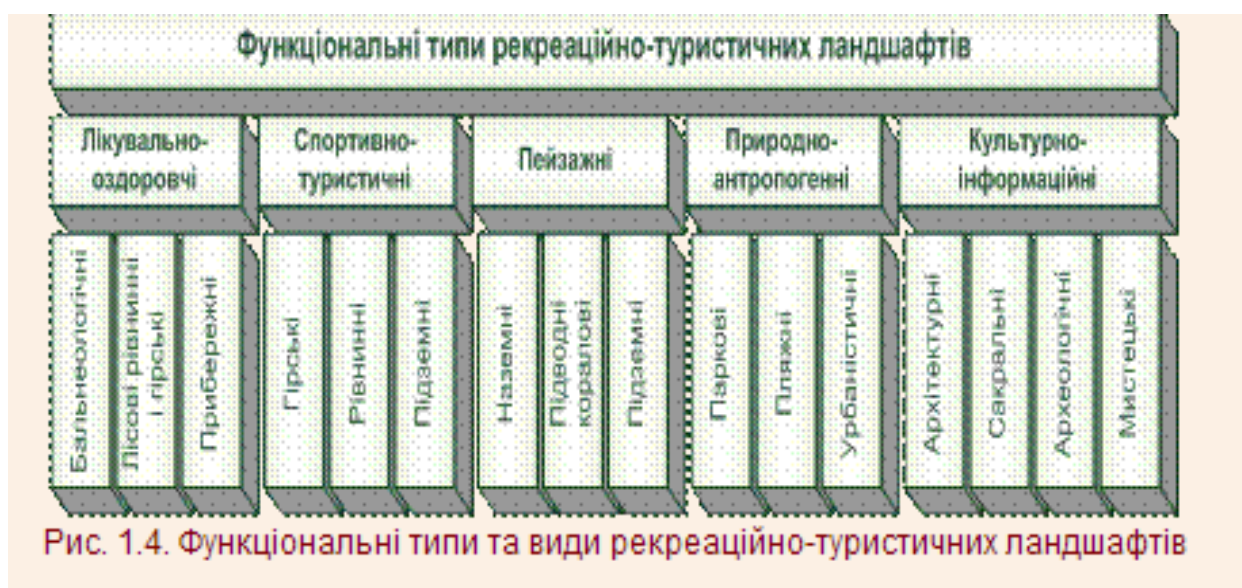 Функціональні типи рекреаційно-туристичних ландшафтів
Лікувально-
оздоровчі
Спортивно-
туристичні
Пейзажні
Природно-
антропогенні
Культурно-
інформаційні
Бальнеологічні
Лісові рівнинні
і гірські
Прибережні
Гірські
Рівнинні
Підземні
Наземні
Підводні
коралові
Підземні
Паркові
Пляжні
Урбаністичні
Архітектурні
Сакральні
Археологічні
Мистецькі
Рис. 1.4. Функціональні типи та види рекреаційно-туристичних ландшафтів